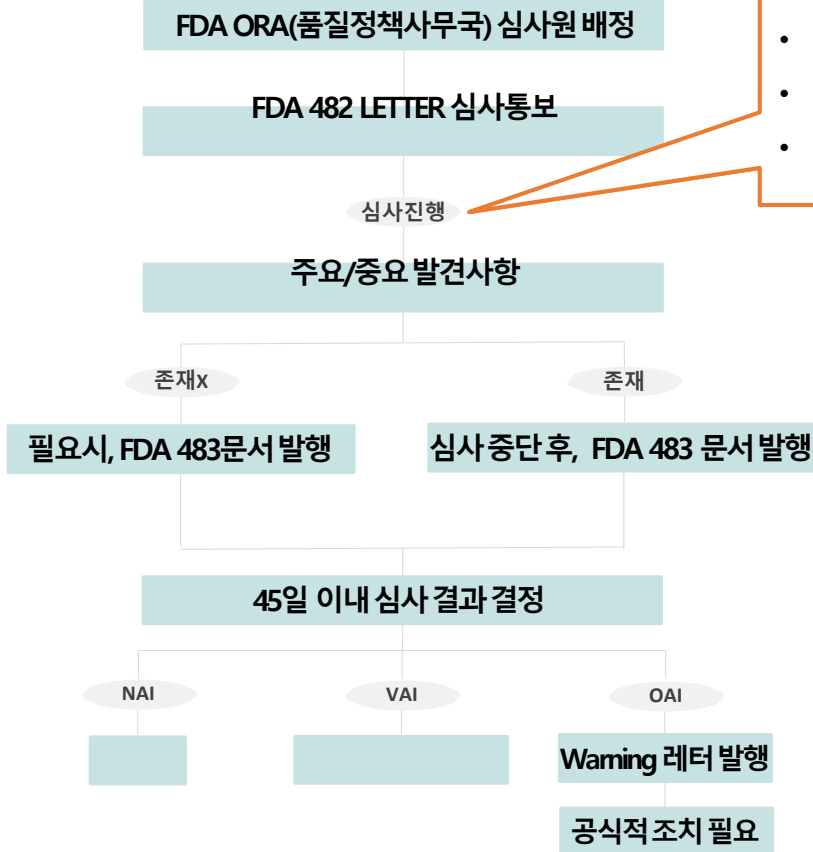 FDA ORA(품질정책사무국) 심사원 배정
FDA 482 LETTER 심사통보
심사진행
주요/중요 발견사항
존재x
존재
필요시, FDA 483문서 발행
심사 중단 후, FDA 483 문서 발행
45일 이내 심사 결과 결정
NAI
VAI
OAI
Warning 레터 발행
공식적 조치 필요